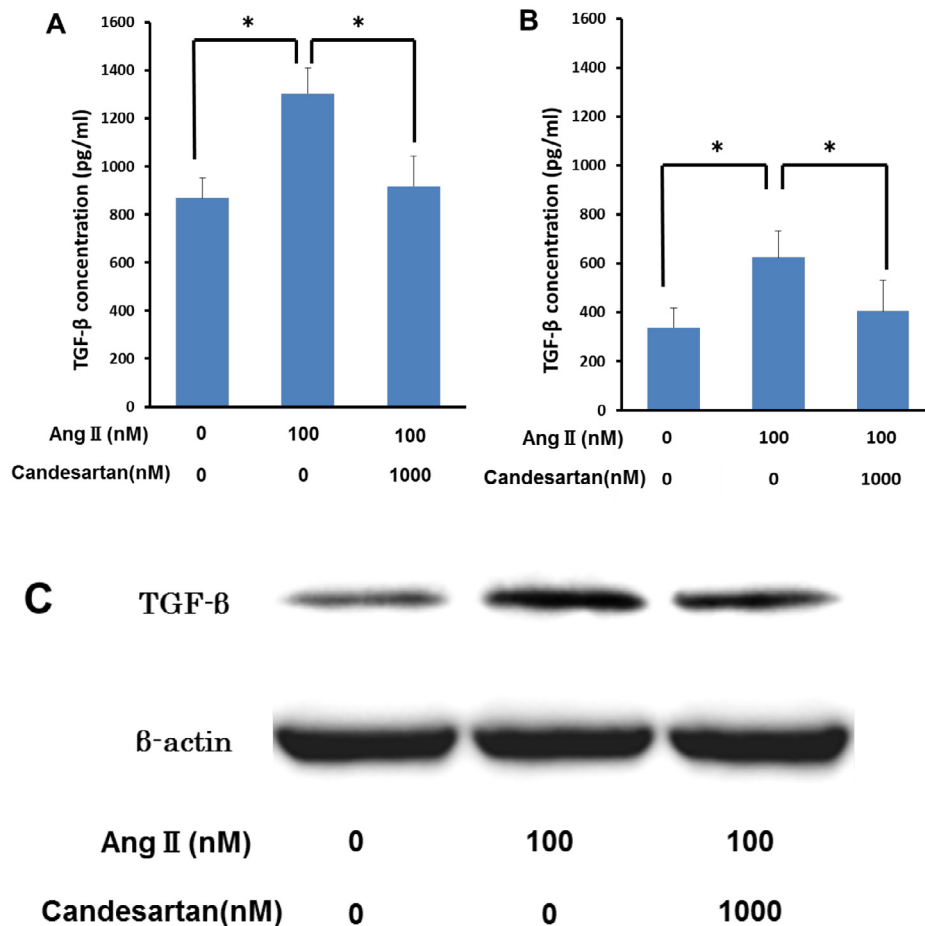 A
TGF-β concentration (pg/ml)
1600
1400
1200
1000
800
600
400
200
0
* *
Ang Ⅱ (nM) 0 100 100
Candesartan(nM) 0 0 1000
B
TGF-β concentration (pg/ml)
1600
1400
1200
1000
800
600
400
200
0
* *
Ang Ⅱ (nM) 0 100 100
Candesartan(nM) 0 0 1000
C
TGF-ß
ß-actin
Ang Ⅱ (nM) 0 100 100
Candesartan(nM) 0 0 1000